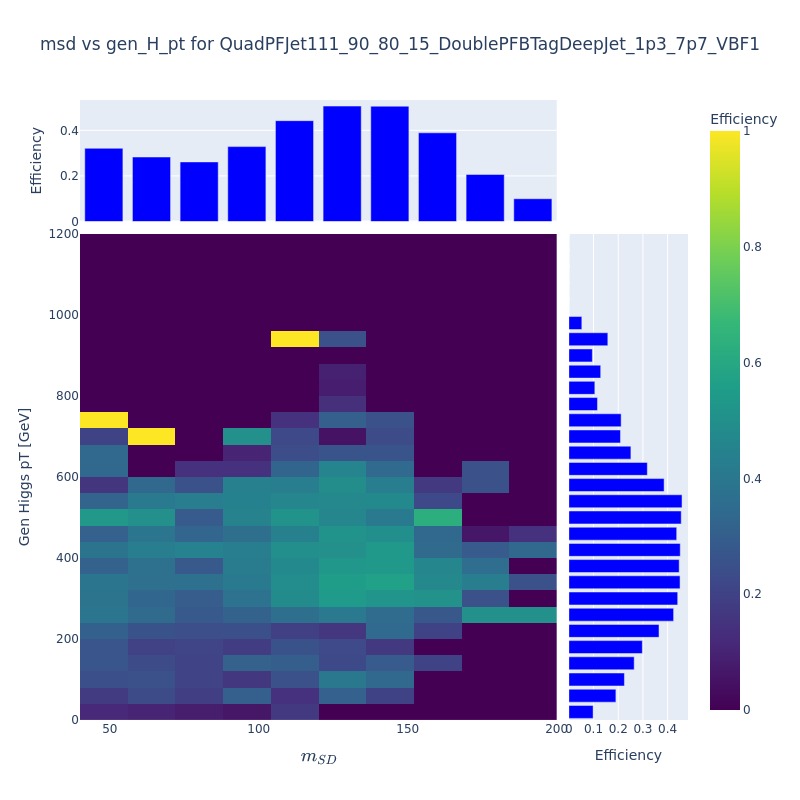 msd vs gen_H_pt for QuadPFJet111_90_80_15_DoublePFBTagDeepJet_1p3_7p7_VBF1
Efficiency
0.4
0.2
0
Efficiency
1
0.8
0.6
0.4
0.2
0
Gen Higgs pT [GeV]
1200
1000
800
600
400
200
0
50 100 150 200
m_SD
0 0.1 0.2 0.3 0.4
Efficiency